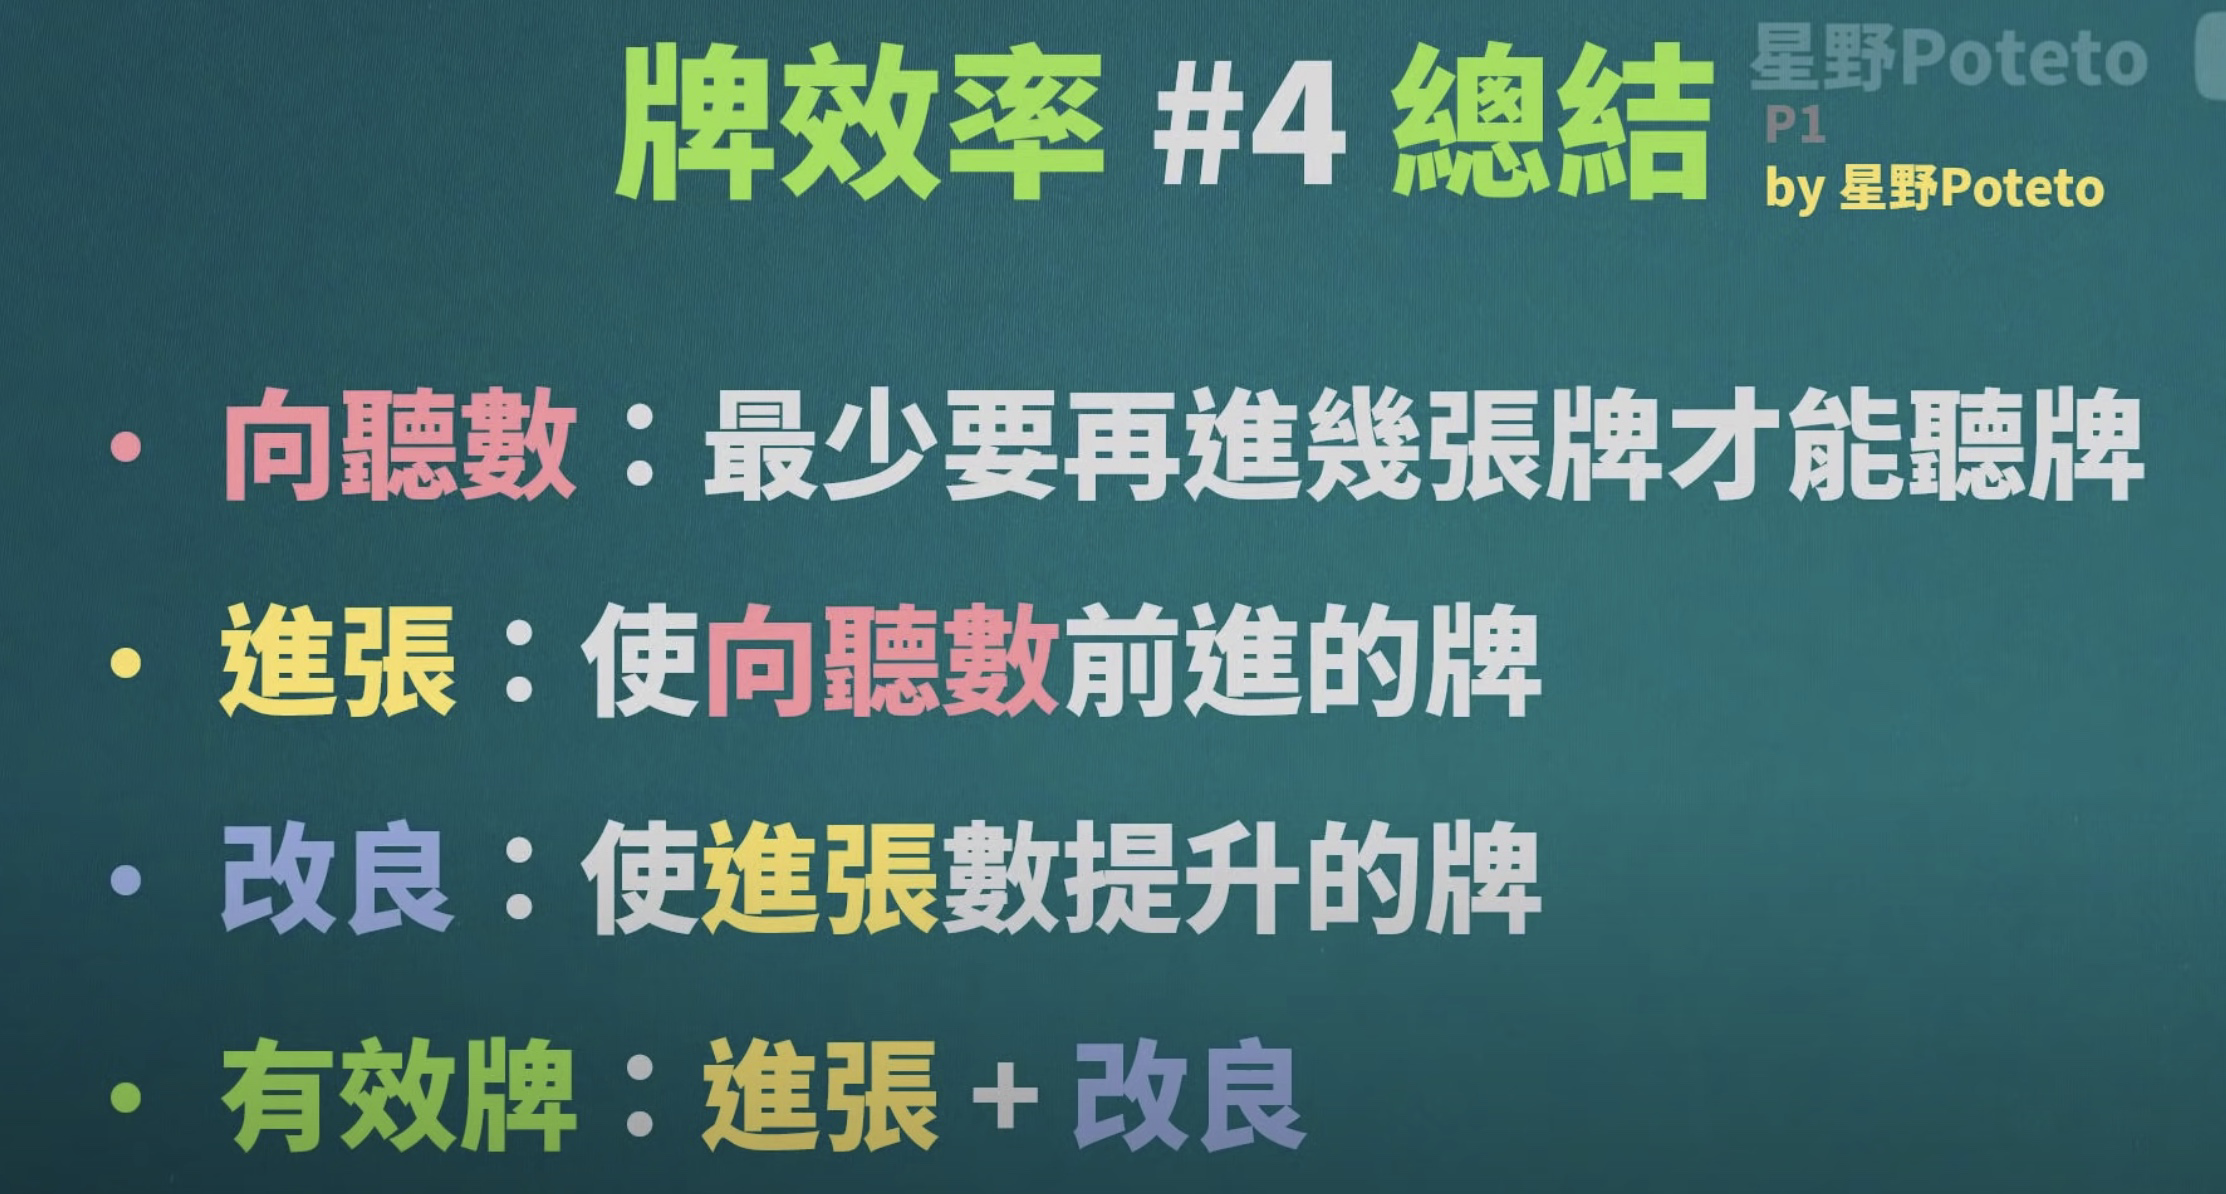 牌效率 #4 總結
星野Poteto
P1
by 星野Poteto
• 向聽數：最少要再進幾張牌才能聽牌
• 進張：使向聽數前進的牌
• 改良：使進張數提升的牌
• 有效牌：進張 + 改良